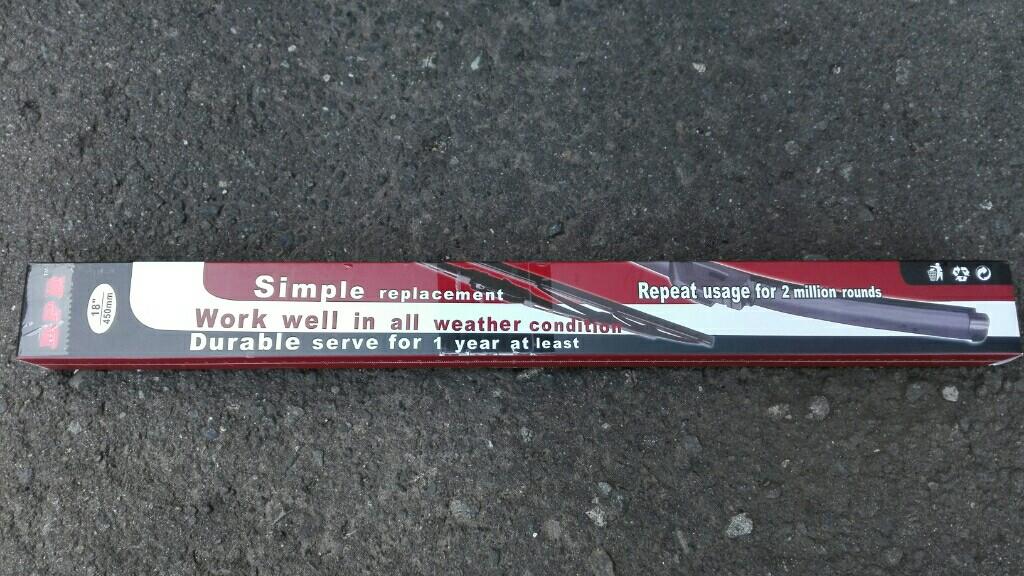 18"
450mm
Simple replacement
Work well in all weather condition
Durable serve for 1 year at least
Repeat usage for 2 million rounds